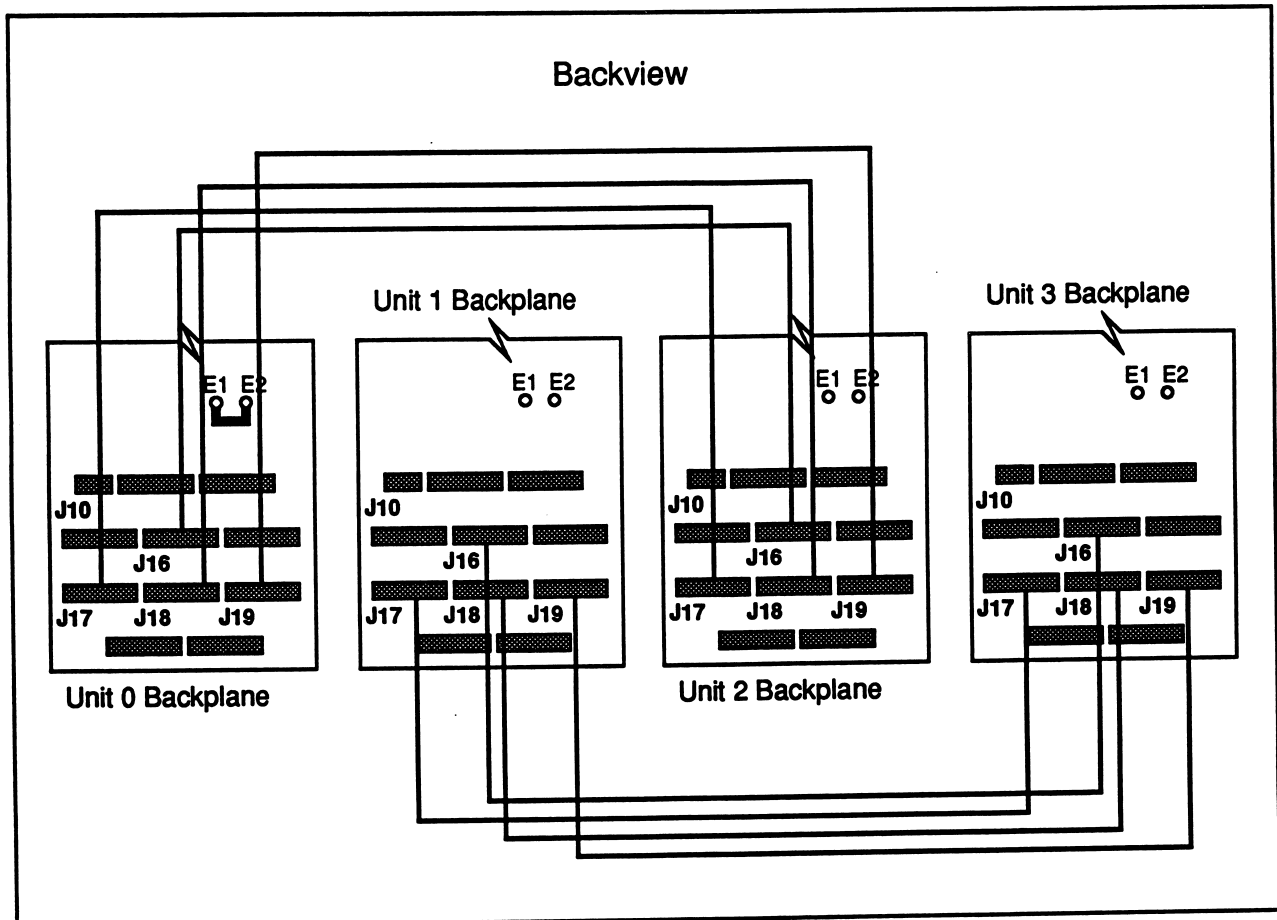 Backview
Unit 1 Backplane
Unit 3 Backplane
E1 E2
E1 E2
E1 E2
E1 E2
J10
J10
J10
J10
J16
J16
J16
J16
J17 J18 J19
J17 J18 J19
J17 J18 J19
J17 J18 J19
Unit 0 Backplane
Unit 2 Backplane